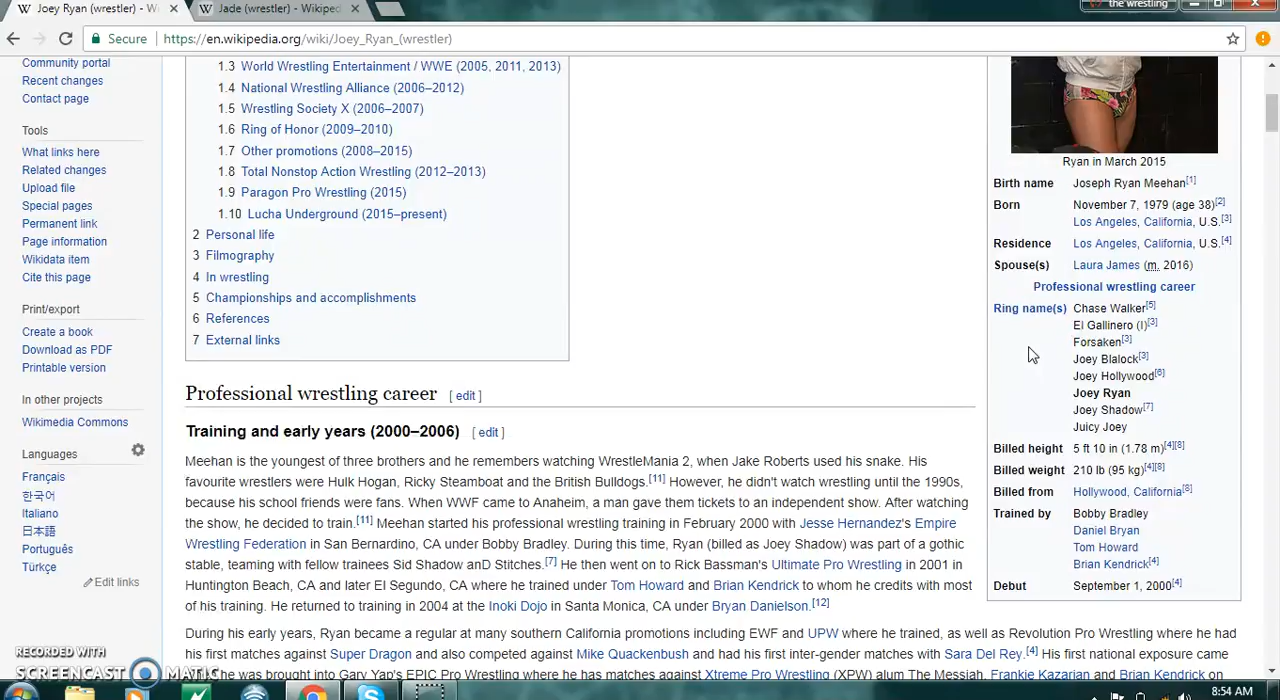 Joey Ryan (wrestler) - W
Jade (wrestler) - Wikiped
the wrestling
Secure
https://en.wikipedia.org/wiki/Joey_Ryan_(wrestler)
Community portal
Recent changes
Contact page
Tools
What links here
Related changes
Upload file
Special pages
Permanent link
Page information
Wikidata item
Cite this page
Print/export
Create a book
Download as PDF
Printable version
In other projects
Wikimedia Commons
Languages
Français
한국어
Italiano
日本語
Português
Türkçe
Edit links
1.3 World Wrestling Entertainment / WWE (2005, 2011, 2013)
1.4 National Wrestling Alliance (2006–2012)
1.5 Wrestling Society X (2006–2007)
1.6 Ring of Honor (2009–2010)
1.7 Other promotions (2008–2015)
1.8 Total Nonstop Action Wrestling (2012–2013)
1.9 Paragon Pro Wrestling (2015)
1.10 Lucha Underground (2015–present)
2 Personal life
3 Filmography
4 In wrestling
5 Championships and accomplishments
6 References
7 External links
Professional wrestling career [ edit ]
Training and early years (2000–2006) [ edit ]
Meehan is the youngest of three brothers and he remembers watching WrestleMania 2, when Jake Roberts used his snake. His
favourite wrestlers were Hulk Hogan, Ricky Steamboat and the British Bulldogs.[11] However, he didn't watch wrestling until the 1990s,
because his school friends were fans. When WWF came to Anaheim, a man gave them tickets to an independent show. After watching
the show, he decided to train.[11] Meehan started his professional wrestling training in February 2000 with Jesse Hernandez's Empire
Wrestling Federation in San Bernardino, CA under Bobby Bradley. During this time, Ryan (billed as Joey Shadow) was part of a gothic
stable, teaming with fellow trainees Sid Shadow anD Stitches.[7] He then went on to Rick Bassman's Ultimate Pro Wrestling in 2001 in
Huntington Beach, CA and later El Segundo, CA where he trained under Tom Howard and Brian Kendrick to whom he credits with most
of his training. He returned to training in 2004 at the Inoki Dojo in Santa Monica, CA under Bryan Danielson.[12]
During his early years, Ryan became a regular at many southern California promotions including EWF and UPW where he trained, as well as Revolution Pro Wrestling where he had
his first matches against Super Dragon and also competed against Mike Quackenbush and had his first inter-gender matches with Sara Del Rey.[4] His first national exposure came
he was brought into Gary Yap's EPIC Pro Wrestling where he has matches against Xtreme Pro Wrestling (XPW) alum The Messiah, Frankie Kazarian and Brian Kendrick on
Ryan in March 2015
Birth name Joseph Ryan Meehan[1]
Born November 7, 1979 (age 38)[2]
Los Angeles, California, U.S.[3]
Residence Los Angeles, California, U.S.[4]
Spouse(s) Laura James (m. 2016)
Professional wrestling career
Ring name(s) Chase Walker[5]
El Gallinero (I)[3]
Forsaken[3]
Joey Blalock[3]
Joey Hollywood[6]
Joey Ryan
Joey Shadow[7]
Juicy Joey
Billed height 5 ft 10 in (1.78 m)[4][8]
Billed weight 210 lb (95 kg)[4][8]
Billed from Hollywood, California[8]
Trained by Bobby Bradley
Daniel Bryan
Tom Howard
Brian Kendrick[4]
Debut September 1, 2000[4]
RECORDED WITH
SCREENCAST MATIC
8:54 AM